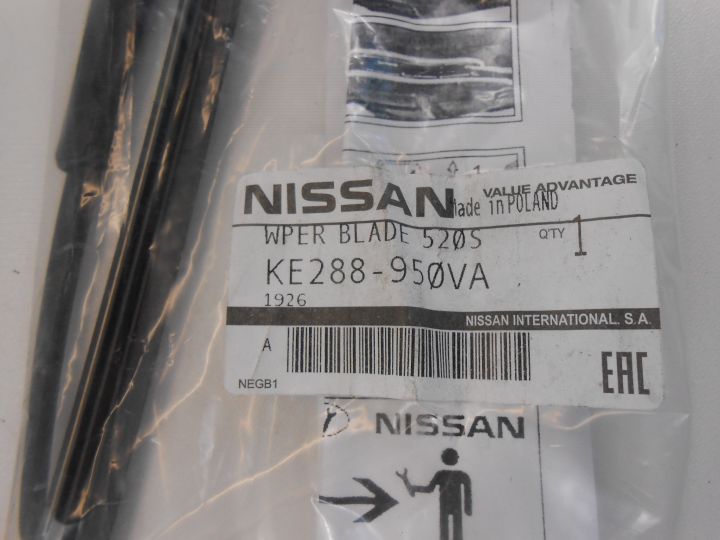 NISSAN
VALUE ADVANTAGE
Made in POLAND
WPER BLADE 520S
QTY 1
KE288-950VA
1926
NISSAN INTERNATIONAL. S.A.
A
NEGB1
EAC
NISSAN